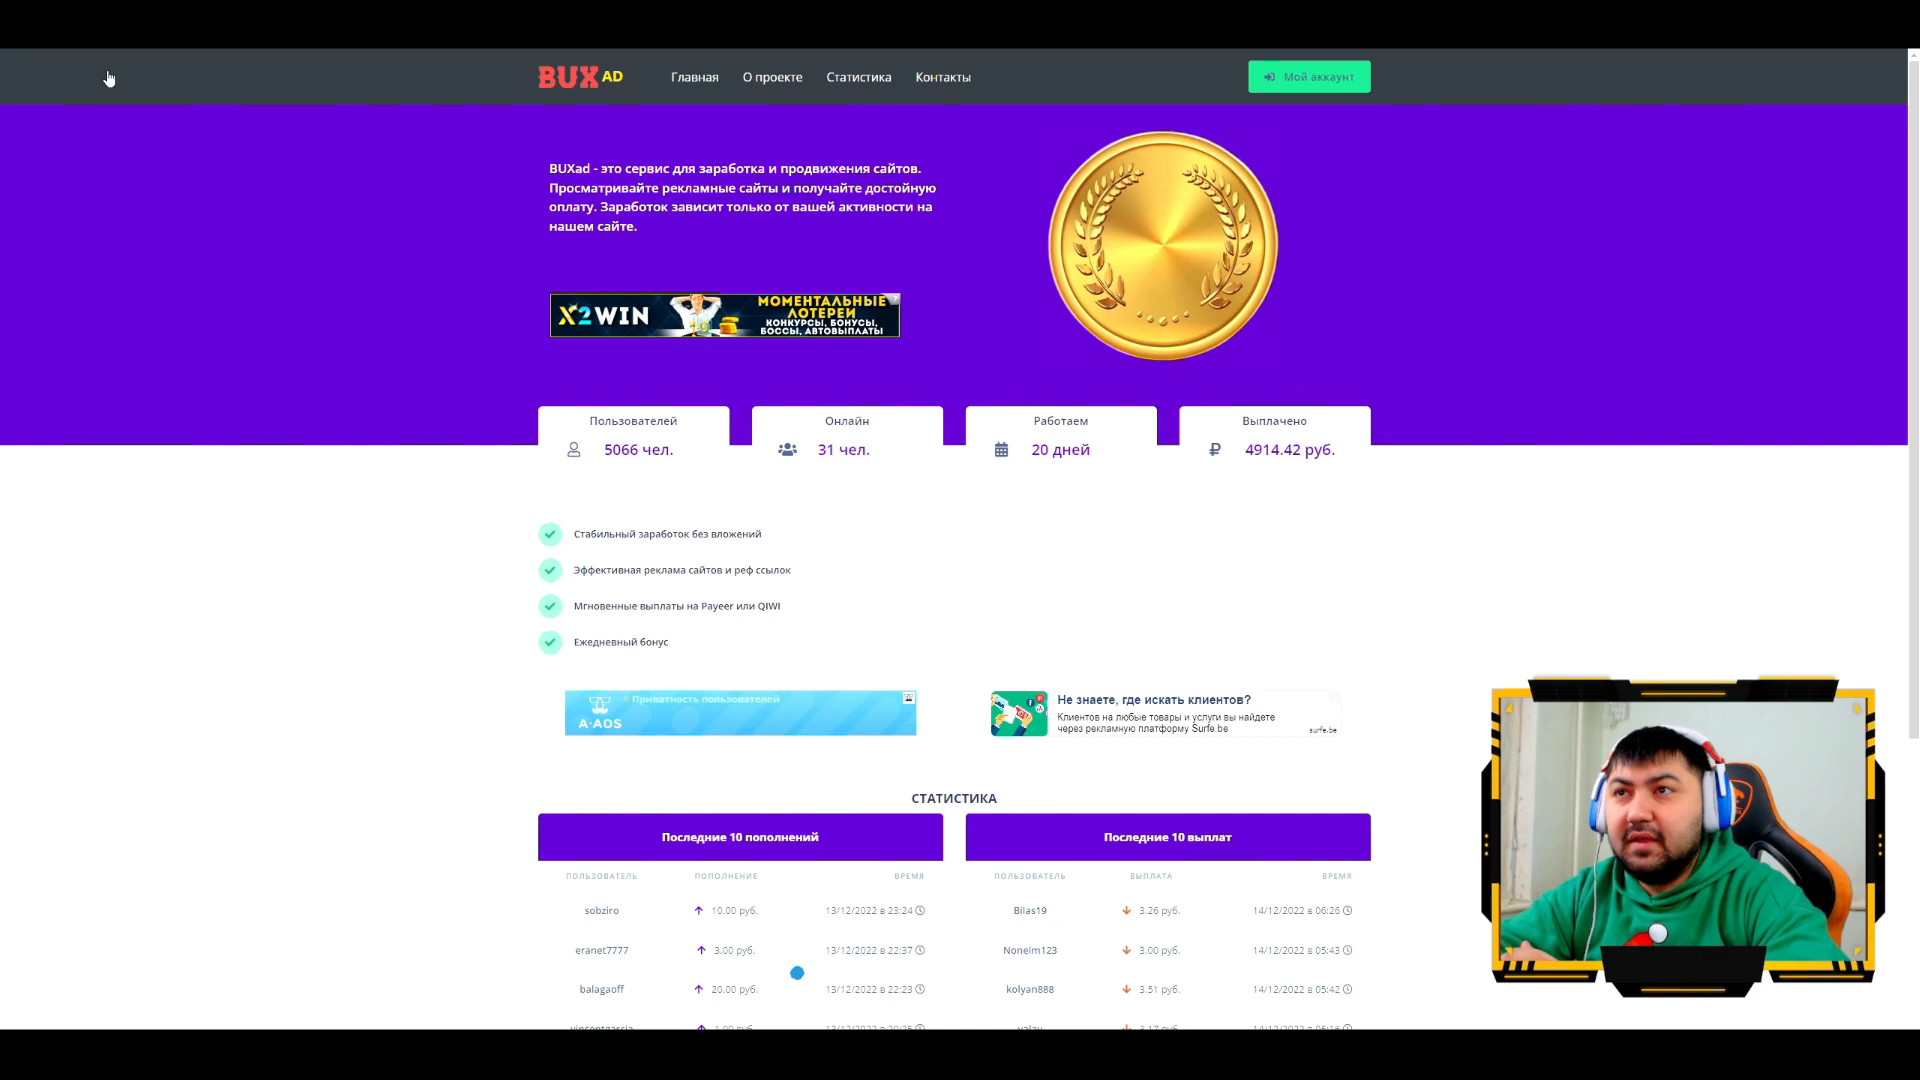 BUX AD
Главная
О проекте
Статистика
Контакты
Мой аккаунт
BUXad - это сервис для заработка и продвижения сайтов.
Просматривайте рекламные сайты и получайте достойную
оплату. Заработок зависит только от вашей активности на
нашем сайте.
X2WIN
МОМЕНТАЛЬНЫЕ
ЛОТЕРЕИ
КОНКУРСЫ, БОНУСЫ,
БОССЫ, АВТОВЫПЛАТЫ
?
Пользователей
5066 чел.
Онлайн
31 чел.
Работаем
20 дней
Выплачено
₽ 4914.42 руб.
Стабильный заработок без вложений
Эффективная реклама сайтов и реф ссылок
Мгновенные выплаты на Payeer или QIWI
Ежедневный бонус
A-ADS
Приватность пользователей
Не знаете, где искать клиентов?
Клиентов на любые товары и услуги вы найдете
через рекламную платформу Surfe.be
surfe.be
СТАТИСТИКА
Последние 10 пополнений
ПОЛЬЗОВАТЕЛЬ ПОПОЛНЕНИЕ ВРЕМЯ
sobziro 10.00 руб. 13/12/2022 в 23:24
eranet7777 3.00 руб. 13/12/2022 в 22:37
balagaoff 20.00 руб. 13/12/2022 в 22:23
Последние 10 выплат
ПОЛЬЗОВАТЕЛЬ ВЫПЛАТА ВРЕМЯ
Bilas19 3.26 руб. 14/12/2022 в 06:26
Noneim123 3.00 руб. 14/12/2022 в 05:43
kolyan888 3.51 руб. 14/12/2022 в 05:42